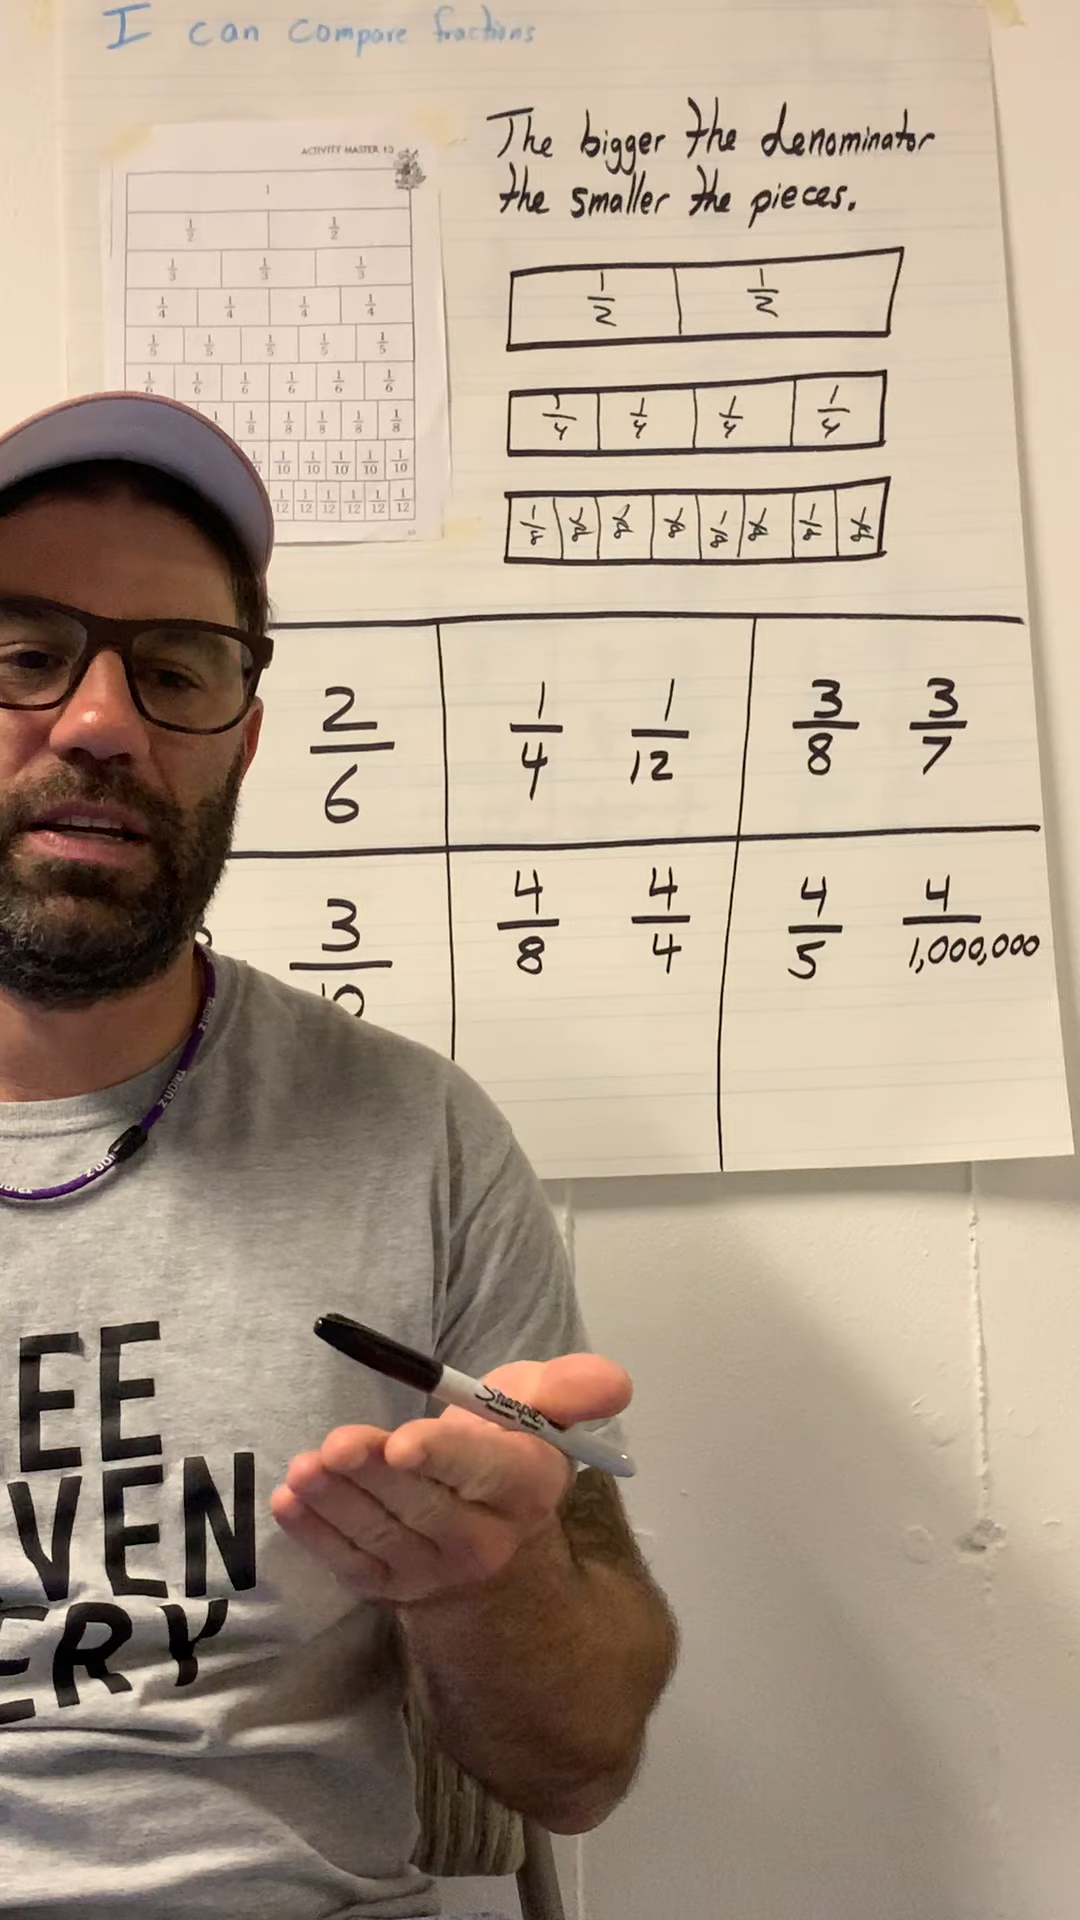 I can compare fractions
ACTIVITY MASTER 13
The bigger the denominator
the smaller the pieces.
1
1/2 1/2
1/3 1/3 1/3
1/4 1/4 1/4 1/4
1/5 1/5 1/5 1/5 1/5
1/6 1/6 1/6 1/6 1/6 1/6
1/8 1/8 1/8 1/8 1/8
1/10 1/10 1/10 1/10 1/10
1/12 1/12 1/12 1/12 1/12 1/12
1/2 1/2
1/4 1/4 1/4 1/4
1/8 1/8 1/8 1/8 1/8 1/8 1/8 1/8
2/6 1/4 1/12 3/8 3/7
3/10 4/8 4/4 4/5 4/1,000,000
EE
VEN
ERY
Sharpie